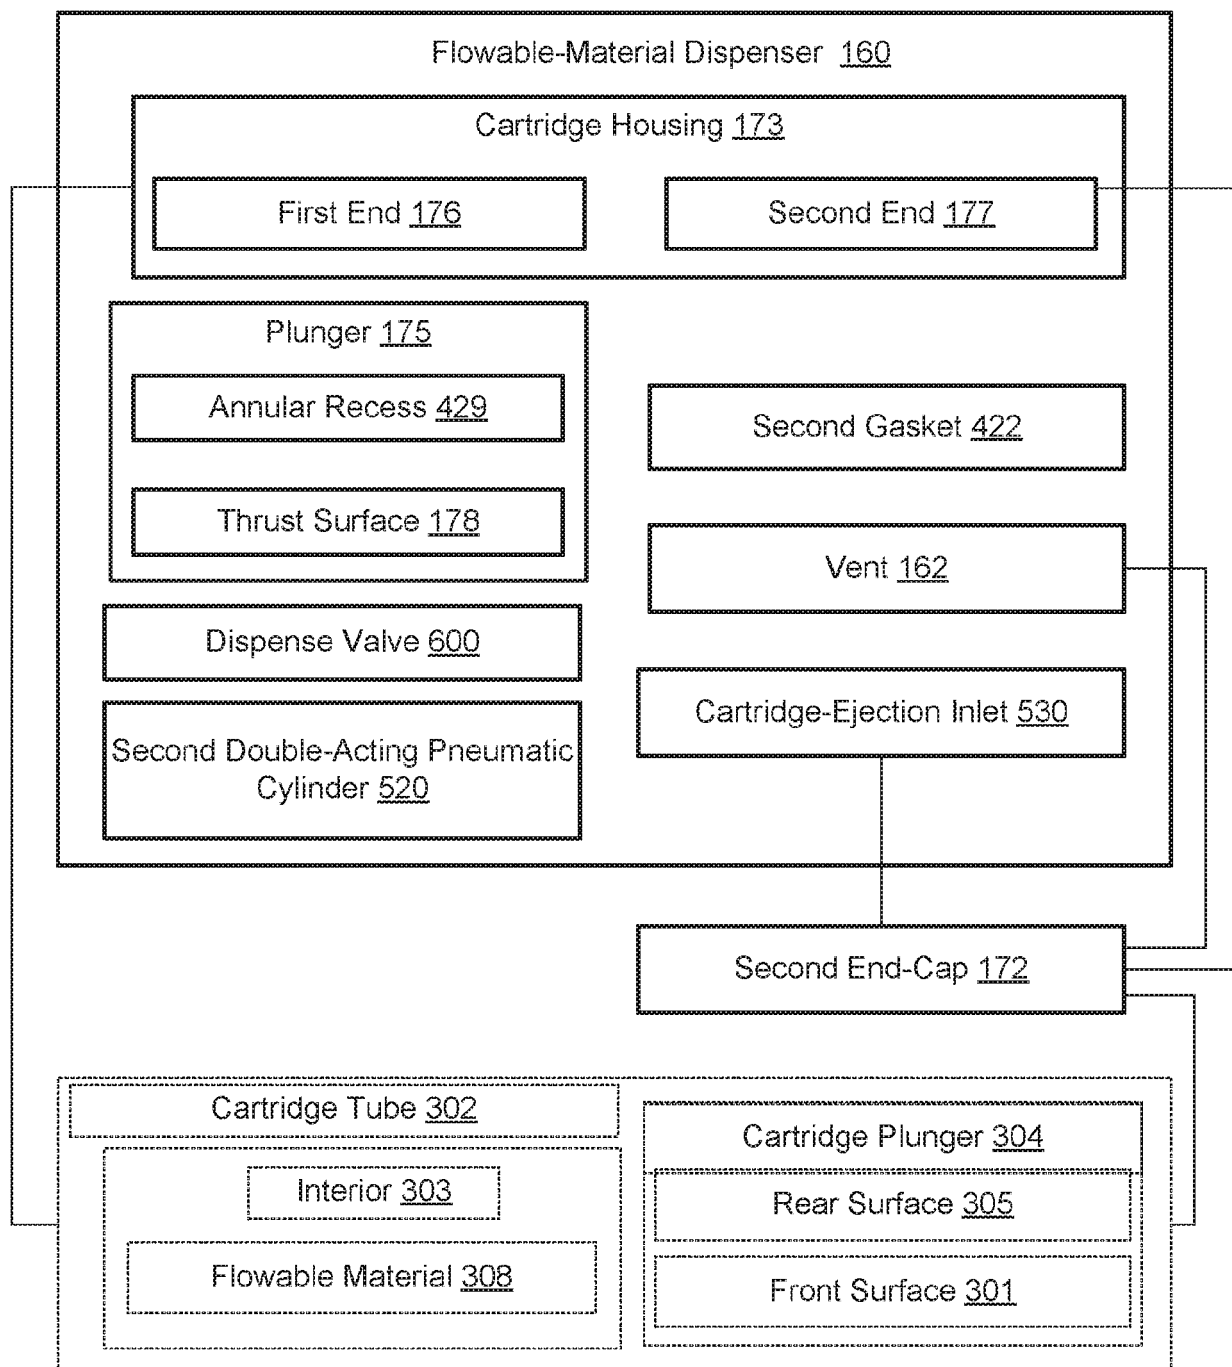 Flowable-Material Dispenser 160
Cartridge Housing 173
First End 176
Second End 177
Plunger 175
Annular Recess 429
Thrust Surface 178
Second Gasket 422
Vent 162
Dispense Valve 600
Cartridge-Ejection Inlet 530
Second Double-Acting Pneumatic
Cylinder 520
Second End-Cap 172
Cartridge Tube 302
Interior 303
Flowable Material 308
Cartridge Plunger 304
Rear Surface 305
Front Surface 301